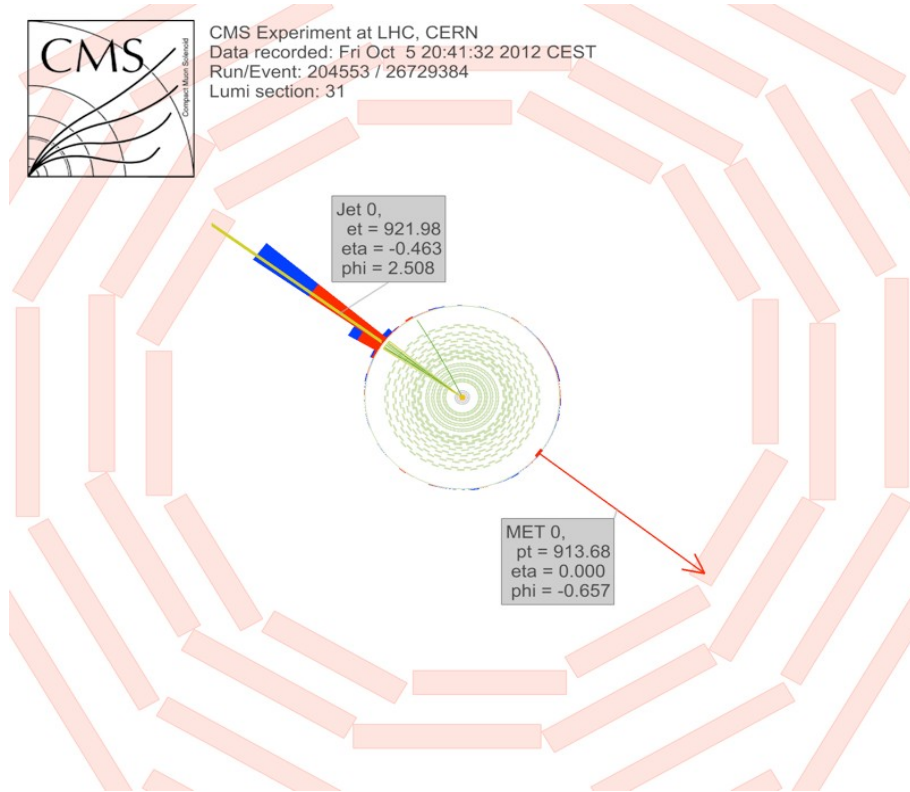 CMS
Compact Muon Solenoid
CMS Experiment at LHC, CERN
Data recorded: Fri Oct  5 20:41:32 2012 CEST
Run/Event: 204553 / 26729384
Lumi section: 31
Jet 0,
et = 921.98
eta = -0.463
phi = 2.508
MET 0,
pt = 913.68
eta = 0.000
phi = -0.657